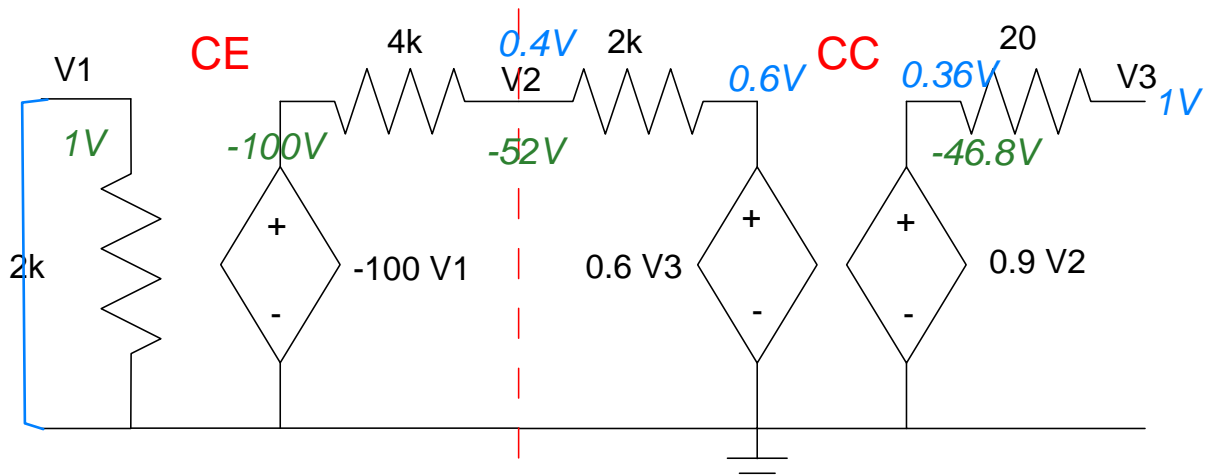 CE
4k
0.4V
2k
CC
20
V1
V2
0.6V
0.36V
V3
1V
1V
-100V
-52V
-46.8V
+
+
+
2k
-100 V1
0.6 V3
0.9 V2
-
-
-